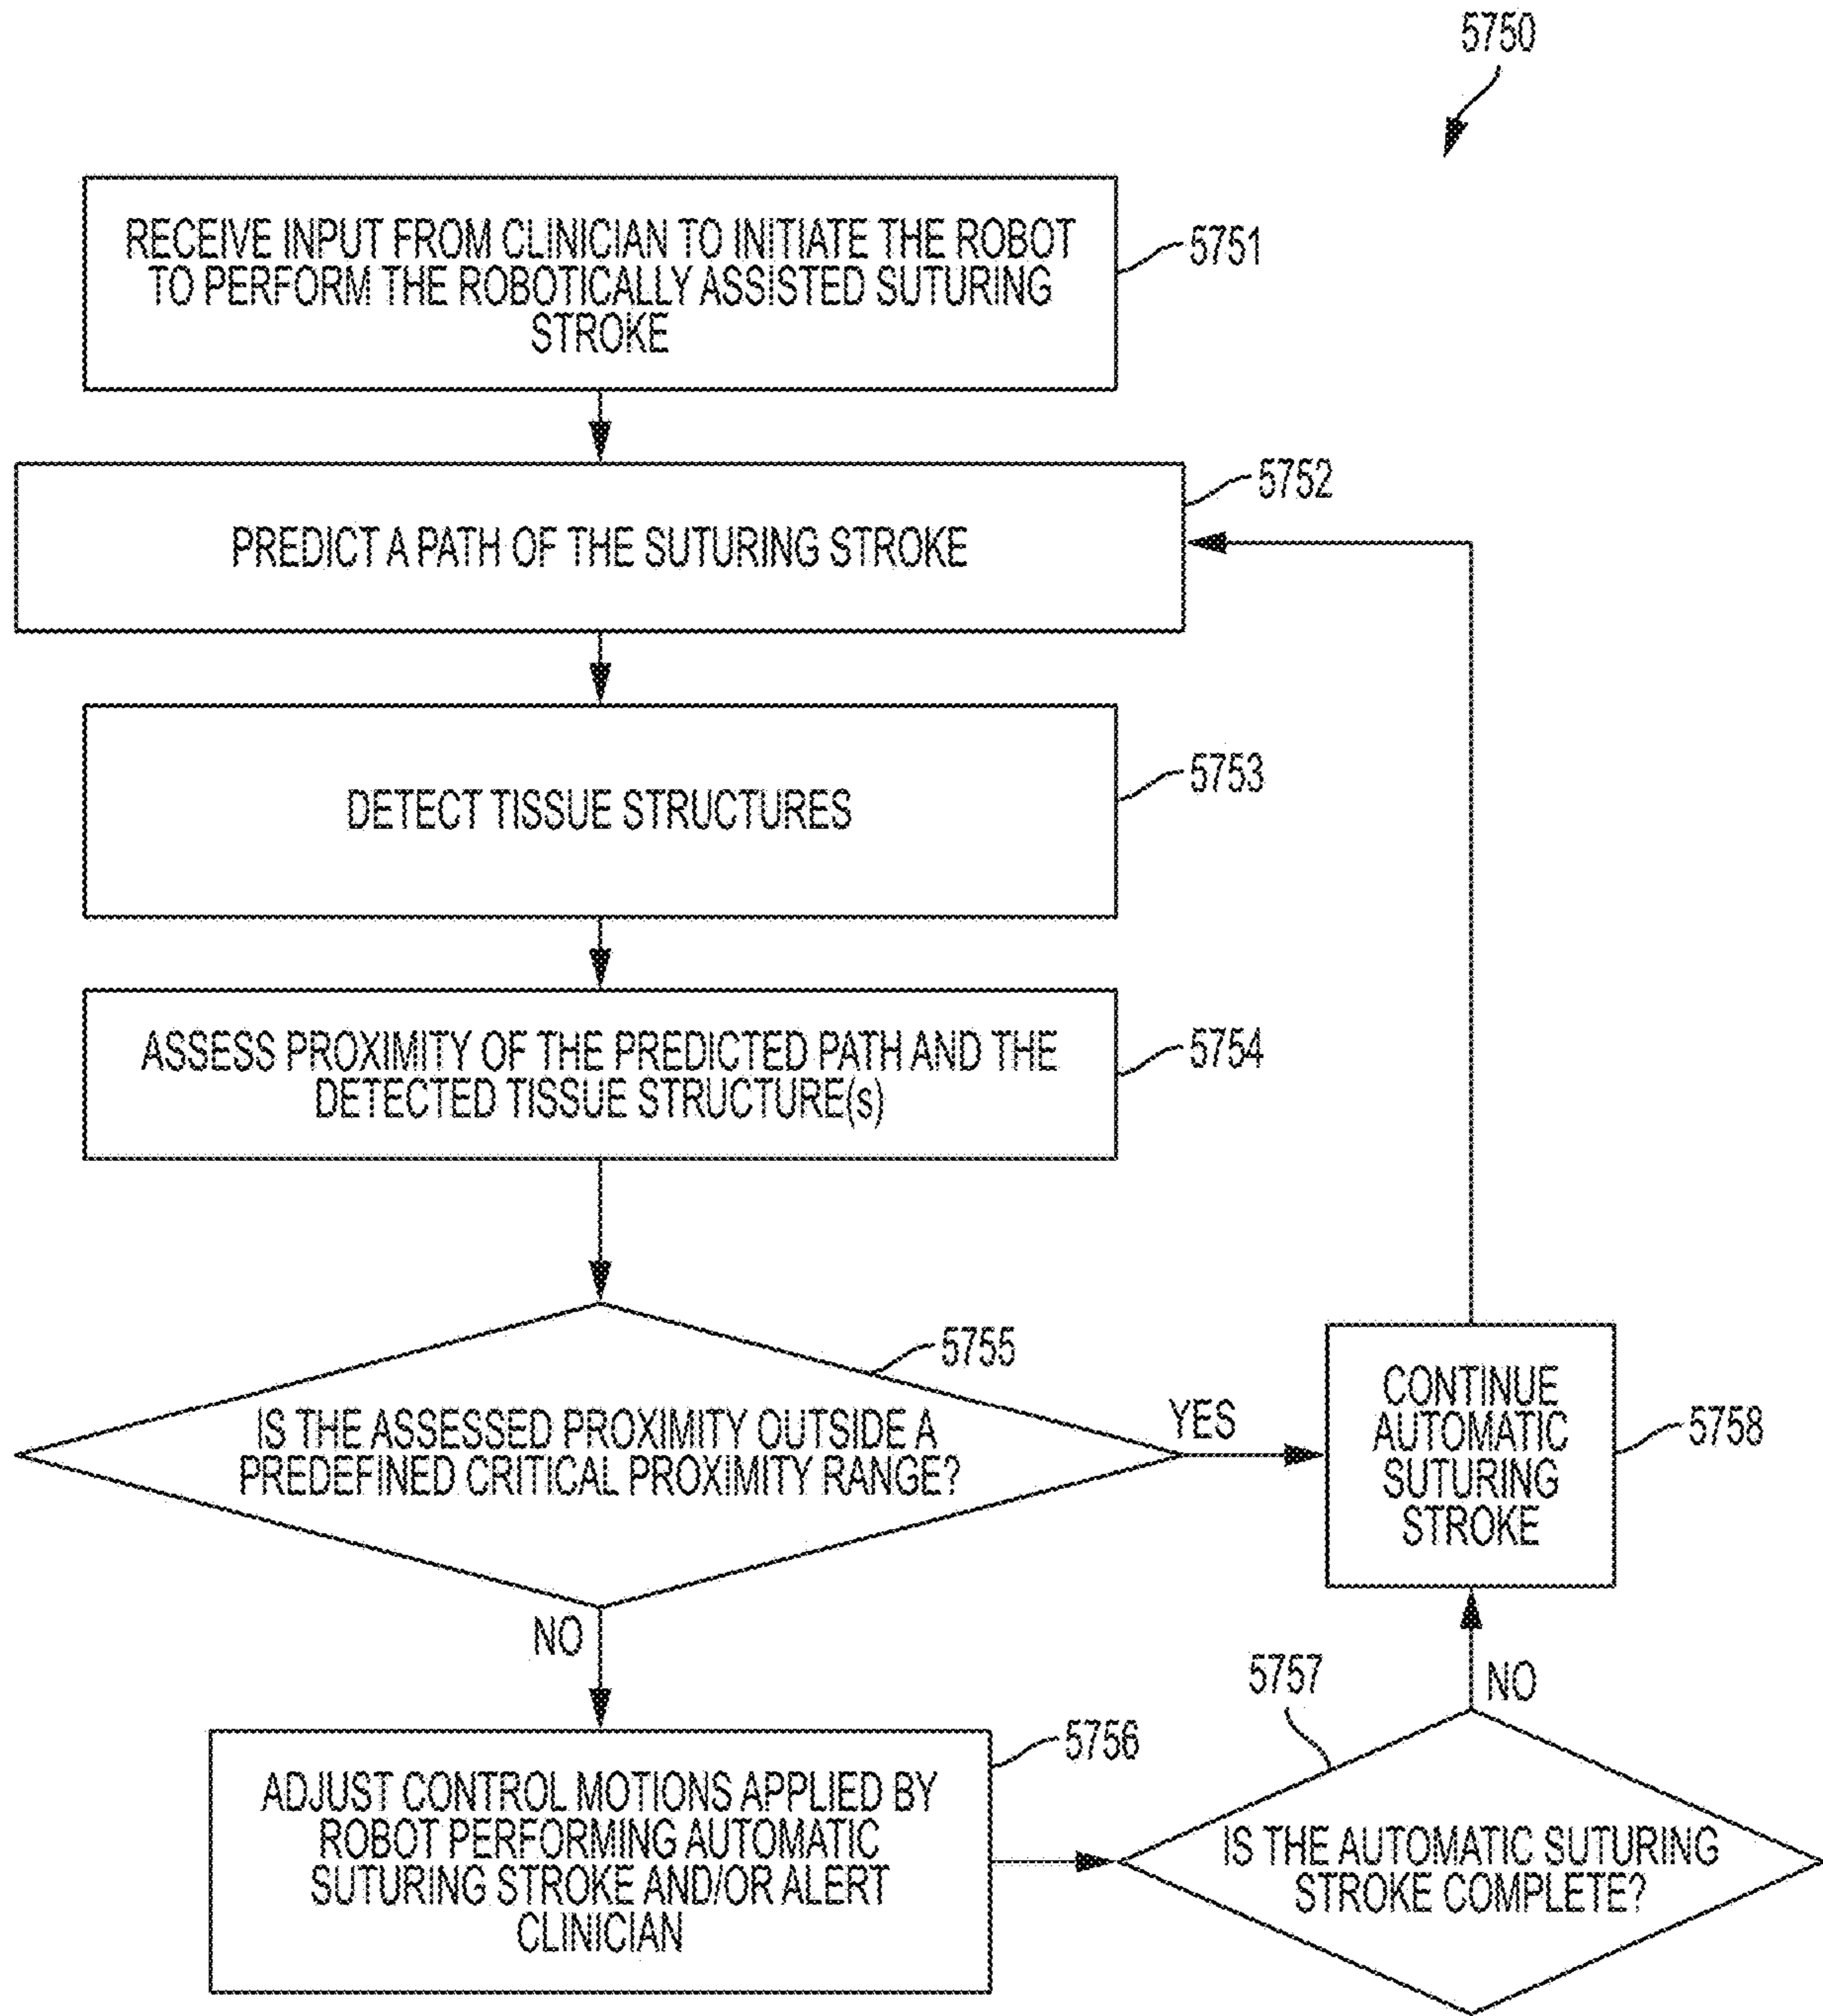 5750
RECEIVE INPUT FROM CLINICIAN TO INITIATE THE ROBOT
TO PERFORM THE ROBOTICALLY ASSISTED SUTURING
STROKE
5751
5752
PREDICT A PATH OF THE SUTURING STROKE
5753
DETECT TISSUE STRUCTURES
ASSESS PROXIMITY OF THE PREDICTED PATH AND THE
DETECTED TISSUE STRUCTURE(s)
5754
5755
IS THE ASSESSED PROXIMITY OUTSIDE A
PREDEFINED CRITICAL PROXIMITY RANGE?
YES
CONTINUE
AUTOMATIC
SUTURING
STROKE
5758
NO
5756
ADJUST CONTROL MOTIONS APPLIED BY
ROBOT PERFORMING AUTOMATIC
SUTURING STROKE AND/OR ALERT
CLINICIAN
5757
NO
IS THE AUTOMATIC SUTURING
STROKE COMPLETE?